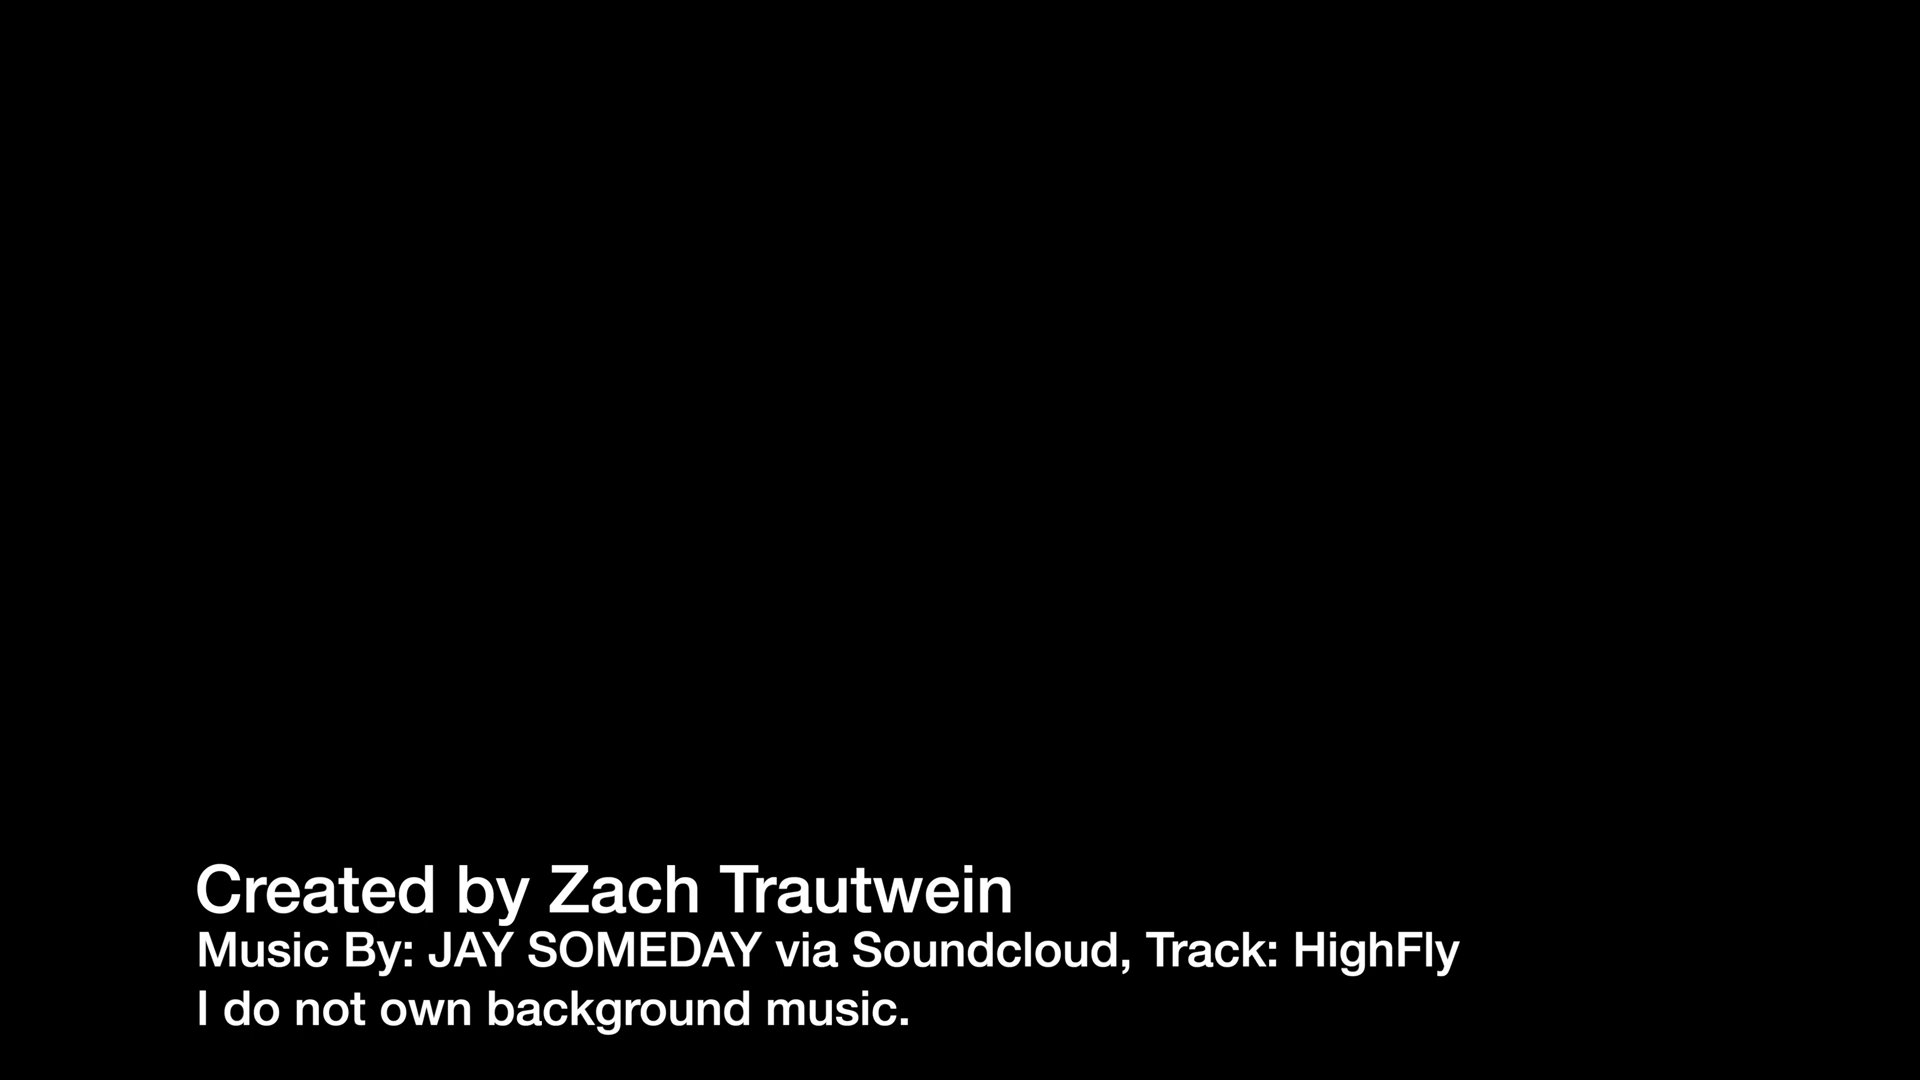 Created by Zach Trautwein
Music By: JAY SOMEDAY via Soundcloud, Track: HighFly
I do not own background music.